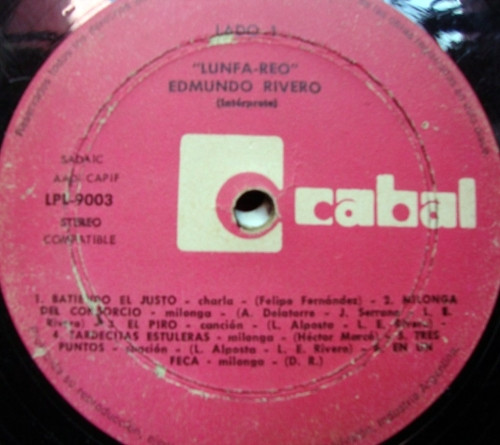 LADO 1
"LUNFA-REO"
EDMUNDO RIVERO
(Intérprete)
SADAIC
AADI CAPIF
LPL-9003
STEREO
COMPATIBLE
cabal
1. BATIENDO EL JUSTO - charla - (Felipe Fernández) - 2. MILONGA
DEL CONSORCIO - milonga - (A. Delatorre - J. Serrano - L. E.
Rivero) - 3. EL PIRO - canción - (L. Alposta - L. E. Rivero) -
4. TARDECITAS ESTULERAS - milonga - (Héctor Marcó) - 5. TRES
PUNTOS - canción - (L. Alposta - L. E. Rivero) - 6. EN UN
FECA - milonga - (D. R.)